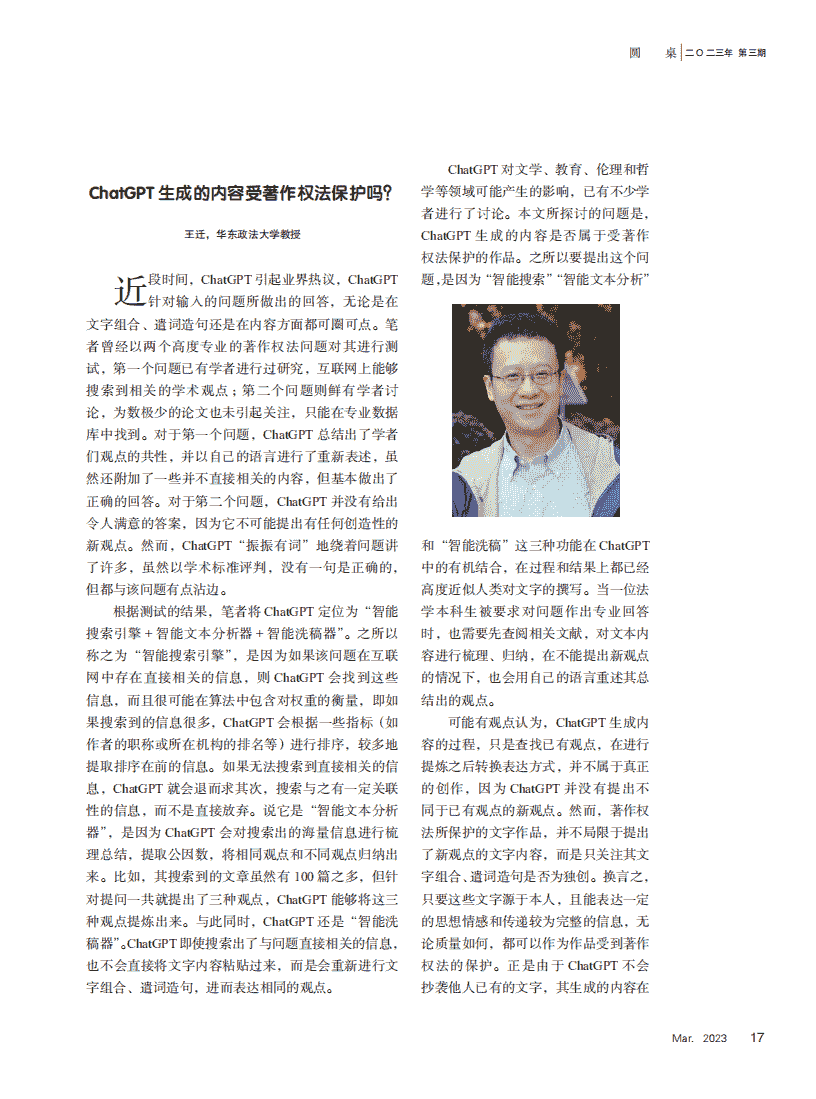 圆 桌 二〇二三年 第三期
ChatGPT 生成的内容受著作权法保护吗?
王迁，华东政法大学教授
近段时间，ChatGPT 引起业界热议，ChatGPT
针对输入的问题所做出的回答，无论是在
文字组合、遣词造句还是在内容方面都可圈可点。笔
者曾经以两个高度专业的著作权法问题对其进行测
试，第一个问题已有学者进行过研究，互联网上能够
搜索到相关的学术观点；第二个问题则鲜有学者讨
论，为数极少的论文也未引起关注，只能在专业数据
库中找到。对于第一个问题，ChatGPT 总结出了学者
们观点的共性，并以自己的语言进行了重新表述，虽
然还附加了一些并不直接相关的内容，但基本做出了
正确的回答。对于第二个问题，ChatGPT 并没有给出
令人满意的答案，因为它不可能提出有任何创造性的
新观点。然而，ChatGPT“振振有词”地绕着问题讲
了许多，虽然以学术标准评判，没有一句是正确的，
但都与该问题有点沾边。
根据测试的结果，笔者将 ChatGPT 定位为“智能
搜索引擎 + 智能文本分析器 + 智能洗稿器”。之所以
称之为“智能搜索引擎”，是因为如果该问题在互联
网中存在直接相关的信息，则 ChatGPT 会找到这些
信息，而且很可能在算法中包含对权重的衡量，即如
果搜索到的信息很多，ChatGPT 会根据一些指标（如
作者的职称或所在机构的排名等）进行排序，较多地
提取排序在前的信息。如果无法搜索到直接相关的信
息，ChatGPT 就会退而求其次，搜索与之有一定关联
性的信息，而不是直接放弃。说它是“智能文本分析
器”，是因为 ChatGPT 会对搜索出的海量信息进行梳
理总结，提取公因数，将相同观点和不同观点归纳出
来。比如，其搜索到的文章虽然有 100 篇之多，但针
对提问一共就提出了三种观点，ChatGPT 能够将这三
种观点提炼出来。与此同时，ChatGPT 还是“智能洗
稿器”。ChatGPT 即使搜索出了与问题直接相关的信息，
也不会直接将文字内容粘贴过来，而是会重新进行文
字组合、遣词造句，进而表达相同的观点。
ChatGPT 对文学、教育、伦理和哲
学等领域可能产生的影响，已有不少学
者进行了讨论。本文所探讨的问题是，
ChatGPT 生成的内容是否属于受著作
权法保护的作品。之所以要提出这个问
题，是因为“智能搜索”“智能文本分析”
和“智能洗稿”这三种功能在 ChatGPT
中的有机结合，在过程和结果上都已经
高度近似人类对文字的撰写。当一位法
学本科生被要求对问题作出专业回答
时，也需要先查阅相关文献，对文本内
容进行梳理、归纳，在不能提出新观点
的情况下，也会用自己的语言重述其总
结出的观点。
可能有观点认为，ChatGPT 生成内
容的过程，只是查找已有观点，在进行
提炼之后转换表达方式，并不属于真正
的创作，因为 ChatGPT 并没有提出不
同于已有观点的新观点。然而，著作权
法所保护的文字作品，并不局限于提出
了新观点的文字内容，而是只关注其文
字组合、遣词造句是否为独创。换言之，
只要这些文字源于本人，且能表达一定
的思想情感和传递较为完整的信息，无
论质量如何，都可以作为作品受到著作
权法的保护。正是由于 ChatGPT 不会
抄袭他人已有的文字，其生成的内容在
Mar. 2023 17